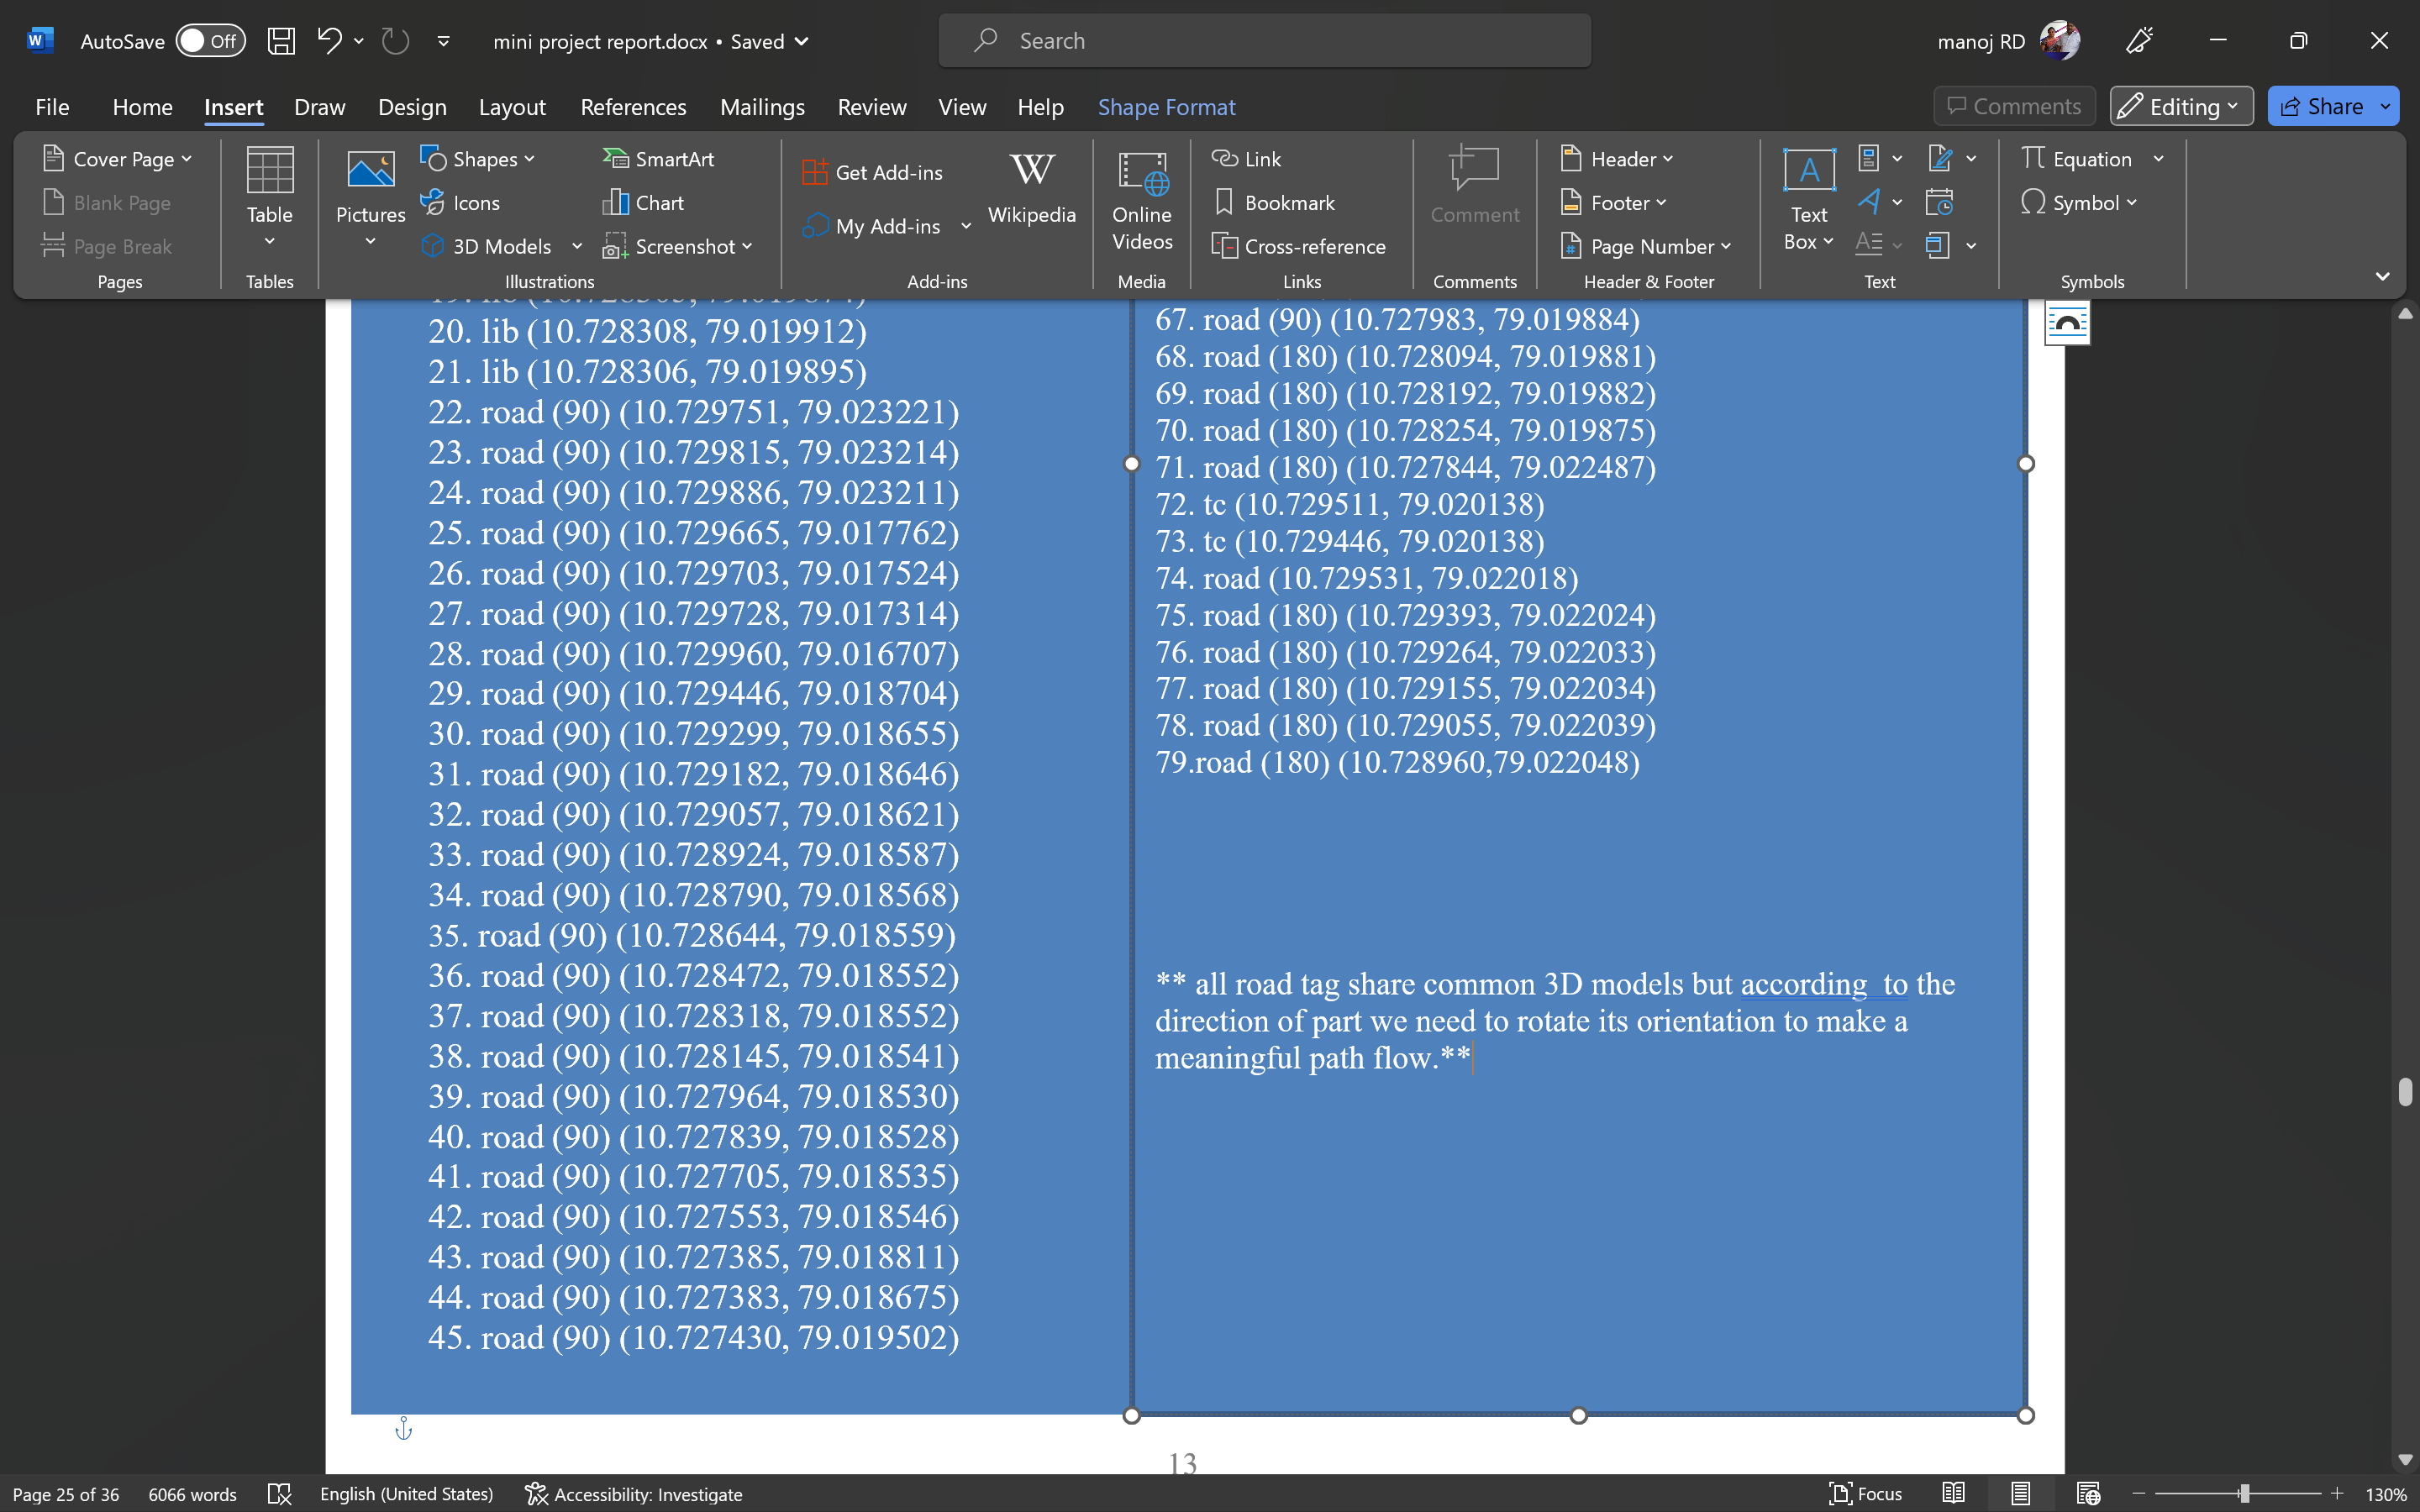 AutoSave Off mini project report.docx • Saved Search manoj RD
File Home Insert Draw Design Layout References Mailings Review View Help Shape Format Comments Editing Share
Cover Page
Blank Page
Page Break
Pages
Table
Tables
Pictures
Shapes
Icons
3D Models
SmartArt
Chart
Screenshot
Illustrations
Get Add-ins
My Add-ins
Wikipedia
Add-ins
Online
Videos
Media
Link
Bookmark
Cross-reference
Links
Comment
Comments
Header
Footer
Page Number
Header & Footer
Text
Box
Text
Equation
Symbol
Symbols
20. lib (10.728308, 79.019912)
21. lib (10.728306, 79.019895)
22. road (90) (10.729751, 79.023221)
23. road (90) (10.729815, 79.023214)
24. road (90) (10.729886, 79.023211)
25. road (90) (10.729665, 79.017762)
26. road (90) (10.729703, 79.017524)
27. road (90) (10.729728, 79.017314)
28. road (90) (10.729960, 79.016707)
29. road (90) (10.729446, 79.018704)
30. road (90) (10.729299, 79.018655)
31. road (90) (10.729182, 79.018646)
32. road (90) (10.729057, 79.018621)
33. road (90) (10.728924, 79.018587)
34. road (90) (10.728790, 79.018568)
35. road (90) (10.728644, 79.018559)
36. road (90) (10.728472, 79.018552)
37. road (90) (10.728318, 79.018552)
38. road (90) (10.728145, 79.018541)
39. road (90) (10.727964, 79.018530)
40. road (90) (10.727839, 79.018528)
41. road (90) (10.727705, 79.018535)
42. road (90) (10.727553, 79.018546)
43. road (90) (10.727385, 79.018811)
44. road (90) (10.727383, 79.018675)
45. road (90) (10.727430, 79.019502)
67. road (90) (10.727983, 79.019884)
68. road (180) (10.728094, 79.019881)
69. road (180) (10.728192, 79.019882)
70. road (180) (10.728254, 79.019875)
71. road (180) (10.727844, 79.022487)
72. tc (10.729511, 79.020138)
73. tc (10.729446, 79.020138)
74. road (10.729531, 79.022018)
75. road (180) (10.729393, 79.022024)
76. road (180) (10.729264, 79.022033)
77. road (180) (10.729155, 79.022034)
78. road (180) (10.729055, 79.022039)
79.road (180) (10.728960,79.022048)
** all road tag share common 3D models but according  to the
direction of part we need to rotate its orientation to make a
meaningful path flow.**
13
Page 25 of 36 6066 words English (United States) Accessibility: Investigate Focus 130%